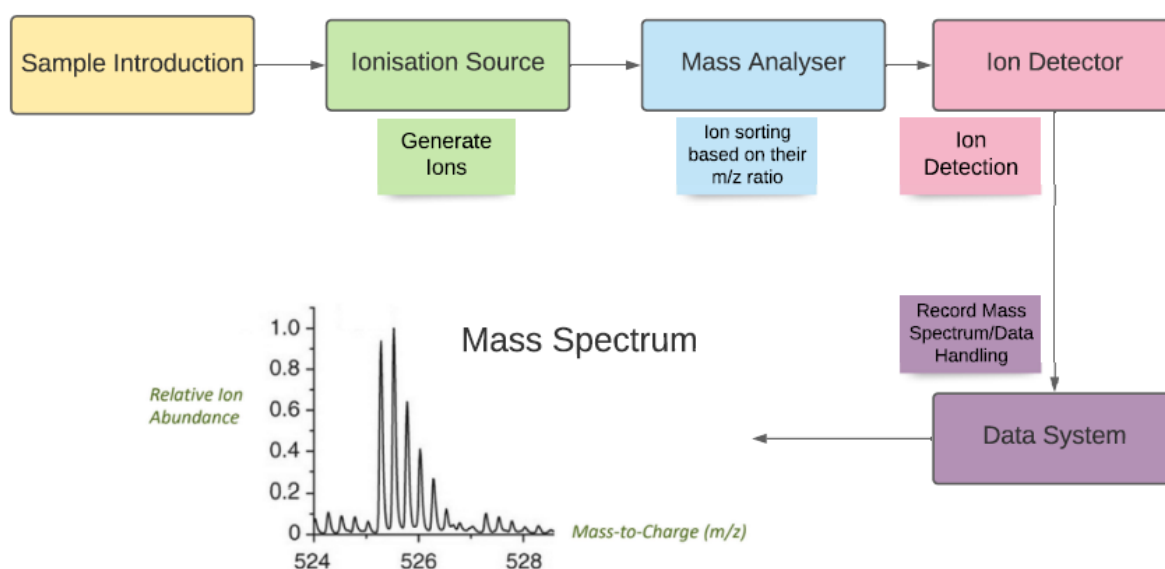 Sample Introduction
Ionisation Source
Mass Analyser
Ion Detector
Generate
Ions
Ion sorting
based on their
m/z ratio
Ion
Detection
Record Mass
Spectrum/Data
Handling
Data System
Mass Spectrum
Relative Ion
Abundance
1.0
0.8
0.6
0.4
0.2
0
524
526
528
Mass-to-Charge (m/z)